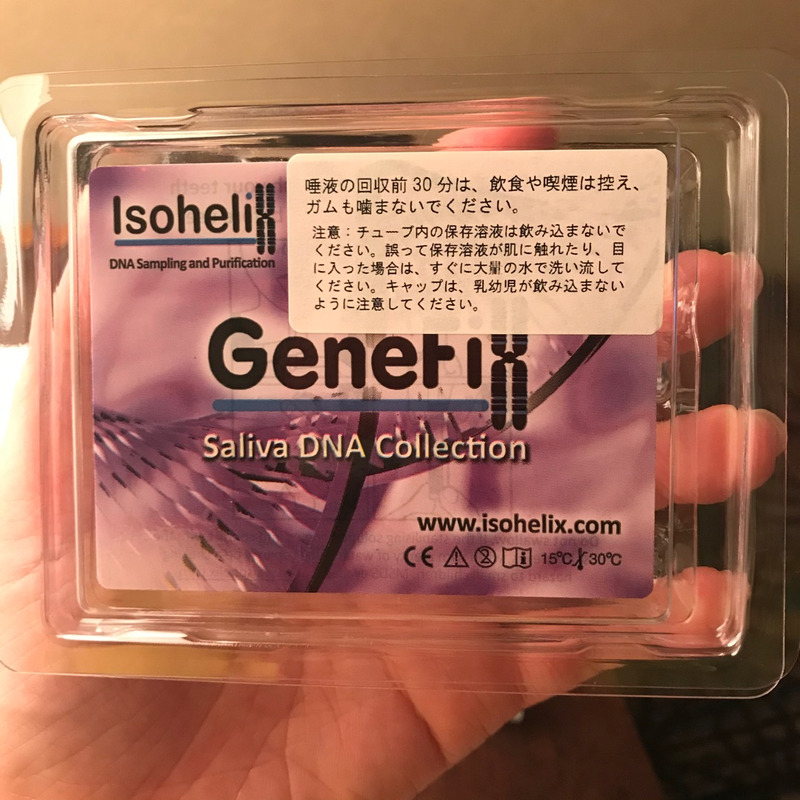 Isohelix
DNA Sampling and Purification
唾液の回収前 30 分は、飲食や喫煙は控え、
ガムも噛まないでください。
注意：チューブ内の保存溶液は飲み込まないで
ください。誤って保存溶液が肌に触れたり、目
に入った場合は、すぐに大量の水で洗い流して
ください。キャップは、乳幼児が飲み込まない
ように注意してください。
GeneFiX
Saliva DNA Collection
www.isohelix.com
CE 2 i 15°C 30°C